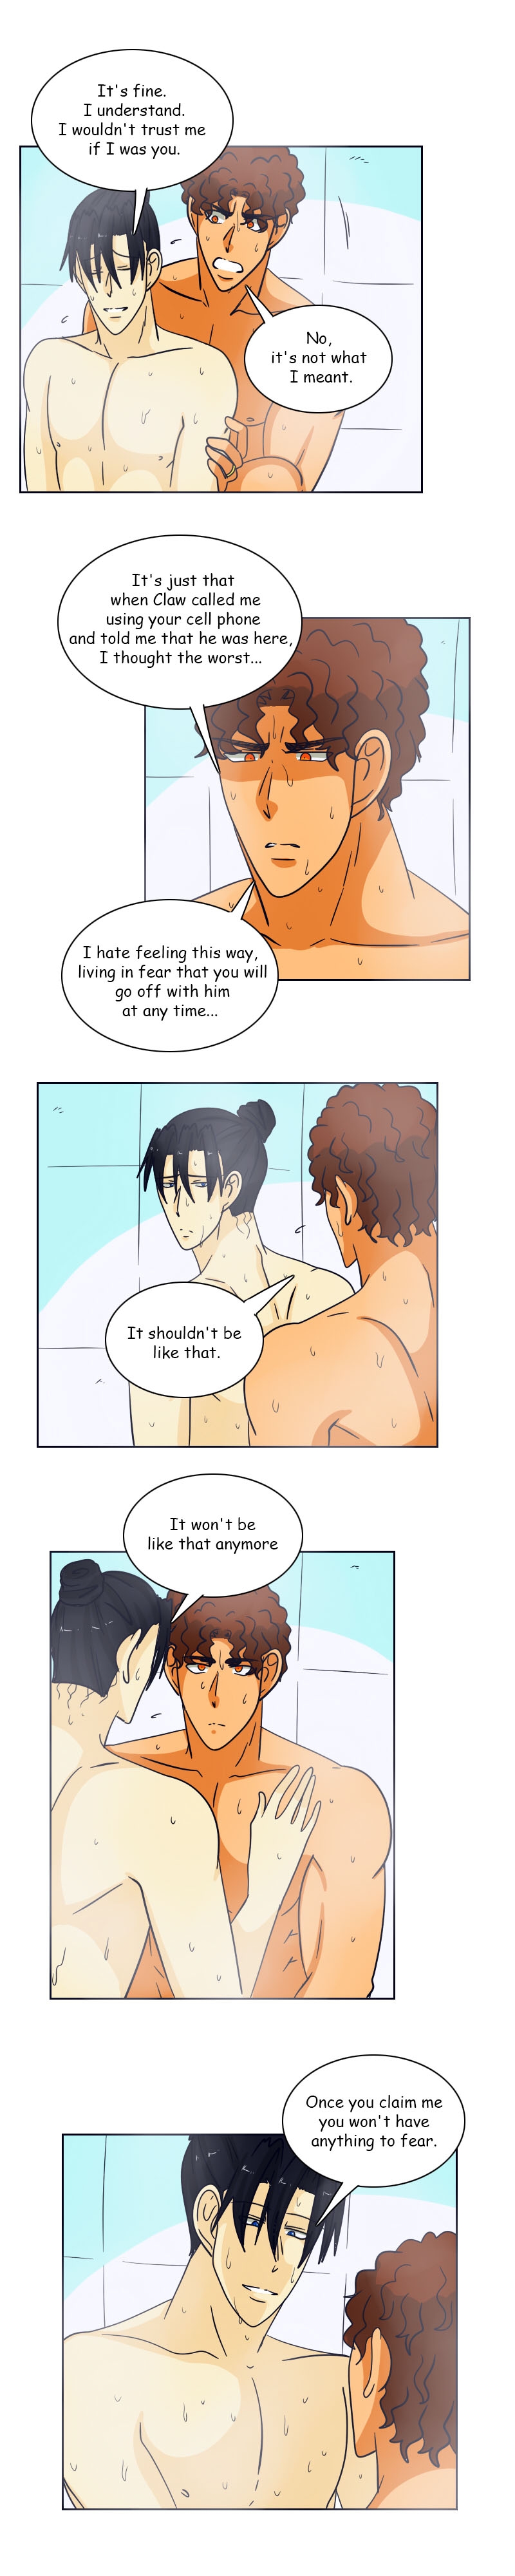 It's fine.
I understand.
I wouldn't trust me
if I was you.
No,
it's not what
I meant.
It's just that
when Claw called me
using your cell phone
and told me that he was here,
I thought the worst...
I hate feeling this way,
living in fear that you will
go off with him
at any time...
It shouldn't be
like that.
It won't be
like that anymore
Once you claim me
you won't have
anything to fear.